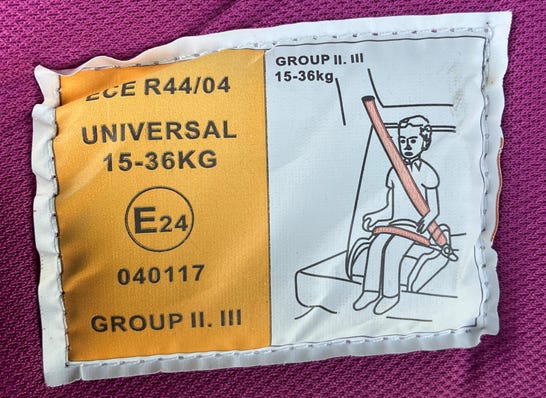 ECE R44/04
UNIVERSAL
15-36KG
E24
040117
GROUP II. III
GROUP II. III
15-36kg